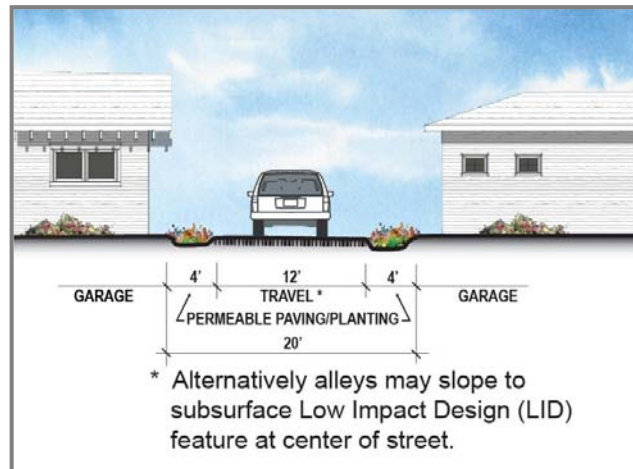 4' 12' 4'
GARAGE TRAVEL * GARAGE
PERMEABLE PAVING/PLANTING
20'
* Alternatively alleys may slope to
subsurface Low Impact Design (LID)
feature at center of street.